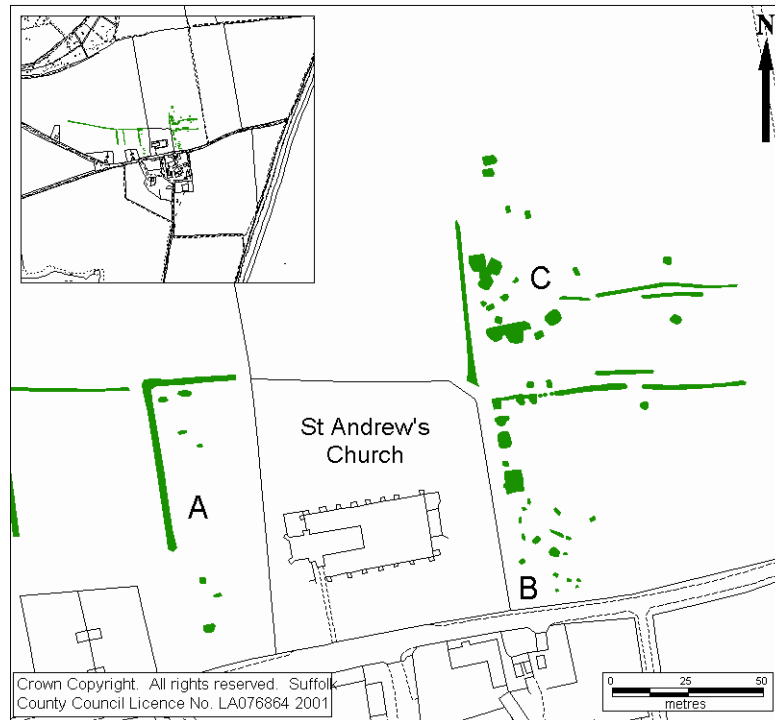 N
C
St Andrew's
Church
A
B
Crown Copyright. All rights reserved. Suffolk
County Council Licence No. LA076864 2001
0 25 50
metres